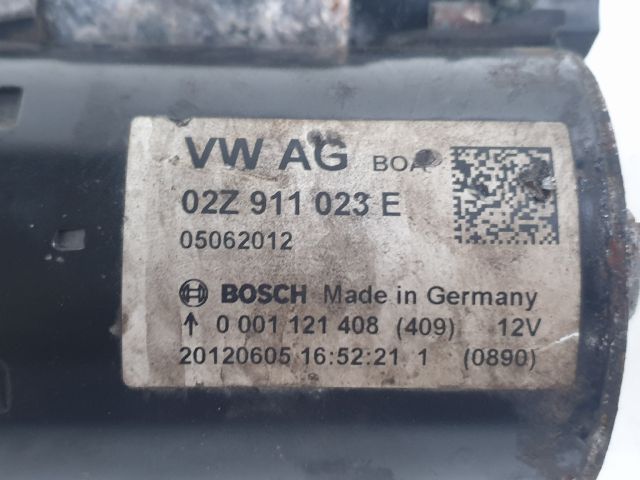 VW AG BOA
02Z 911 023 E
05062012
BOSCH Made in Germany
↑ 0 001 121 408 (409) 12V
20120605 16:52:21 1 (0890)